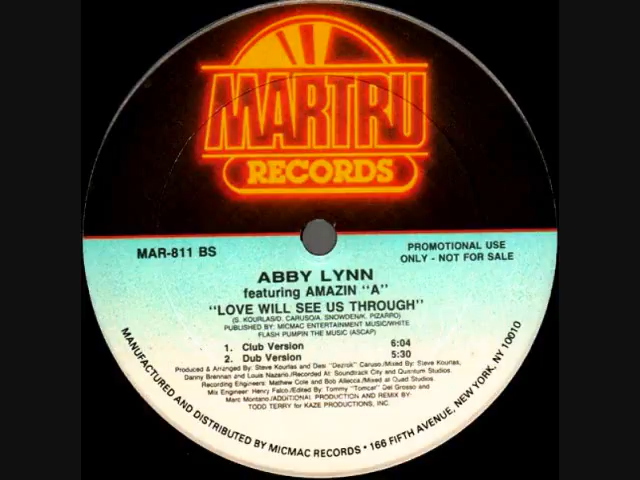 MARTRU
RECORDS
MAR-811 BS
PROMOTIONAL USE
ONLY - NOT FOR SALE
ABBY LYNN
featuring AMAZIN "A"
"LOVE WILL SEE US THROUGH"
(S. KOURLAS/D. CARUSO/A. SNOWDEN/K. PIZARRO)
PUBLISHED BY: MICMAC ENTERTAINMENT MUSIC/WHITE
FLASH PUMPIN THE MUSIC (ASCAP)
1. Club Version 6:04
2. Dub Version 5:30
Produced & Arranged By: Steve Kourlas and Desi "Dezrok" Caruso/Mixed By: Steve Kourlas,
Danny Brennan and Louis Nazario/Recorded At: Soundtrack City and Quantum Studios.
Recording Engineers: Mathew Cole and Bob Allecca/Mixed at Quad Studios.
Mix Engineer: Henry Falco/Edited By: Tommy "Tomcat" Del Grosso and
Marc Montano/ADDITIONAL PRODUCTION AND REMIX BY:
TODD TERRY for KAZE PRODUCTIONS, INC.
MANUFACTURED AND DISTRIBUTED BY MICMAC RECORDS • 166 FIFTH AVENUE, NEW YORK, NY 10010